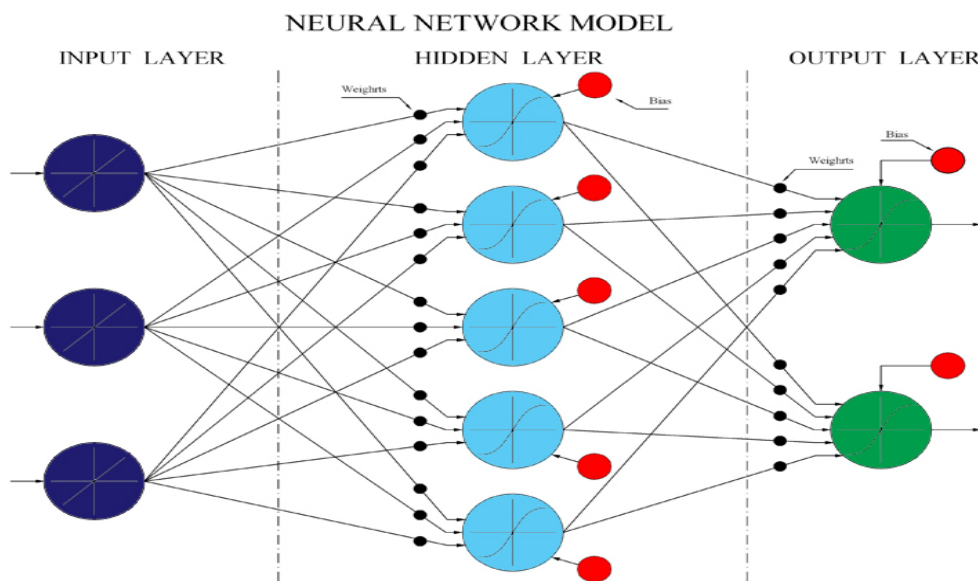 NEURAL NETWORK MODEL
INPUT LAYER
HIDDEN LAYER
OUTPUT LAYER
Weighrts
Bias
Bias
Weighrts